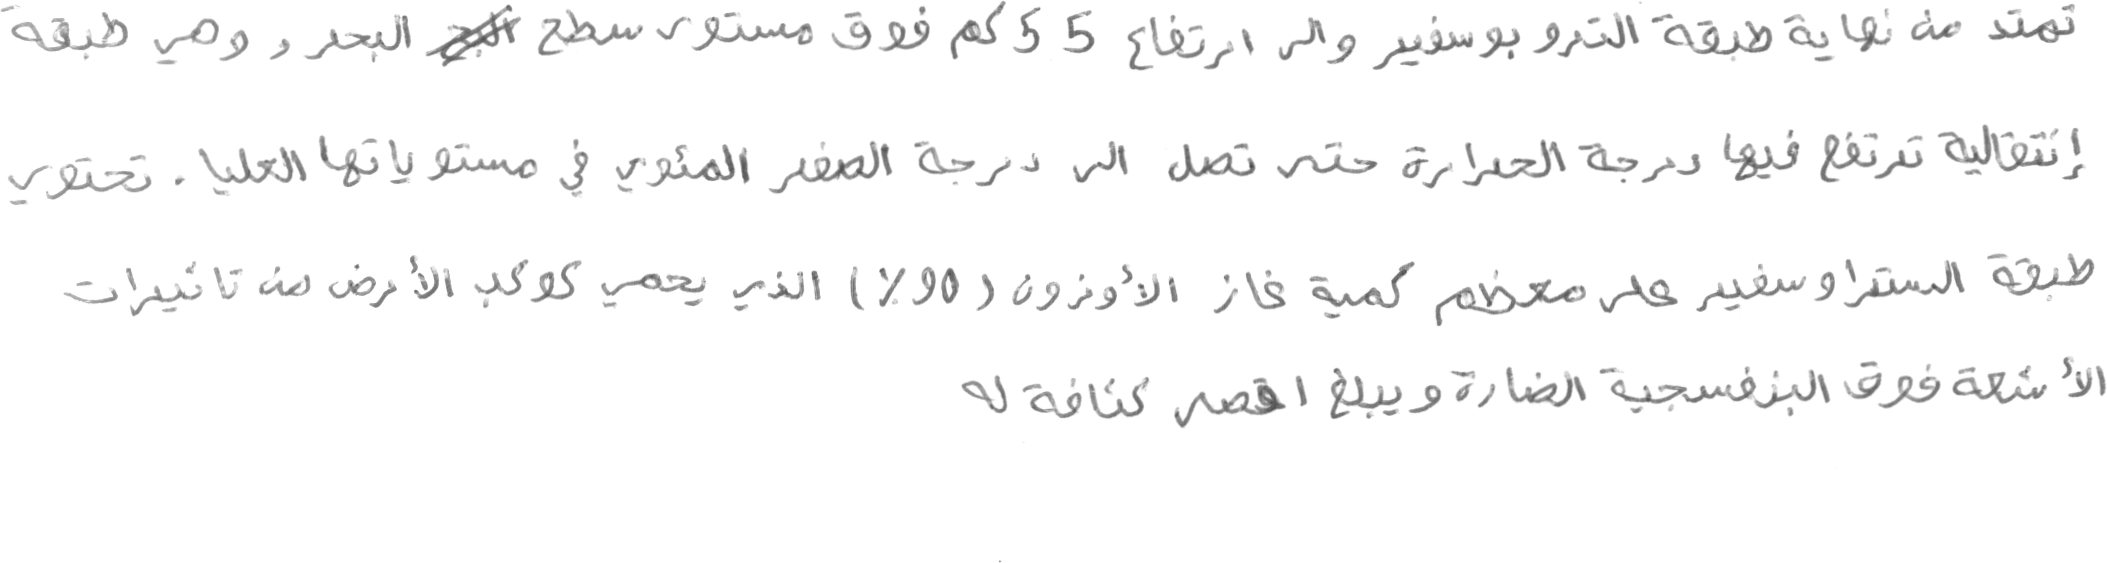 تمتد من نهاية طبقة التروبوسفير والى ارتفاع 55 كم فوق مستوى سطح البحر، وهي طبقة
إنتقالية ترتفع فيها درجة الحرارة حتى تصل الى درجة الصفر المئوي في مستوياتها العليا. تحتوي
طبقة الستراوسفير على معظم كمية غاز الأوزون (90%) الذي يحمي كوكب الأرض من تاثيرات
الأشعة فوق البنفسجية الضارة ويبلغ اقصى كثافة له